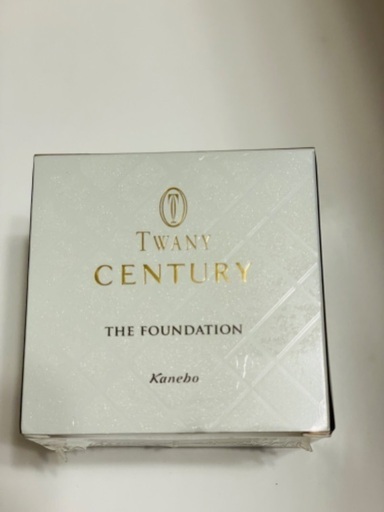 TWANY
CENTURY
THE FOUNDATION
Kanebo